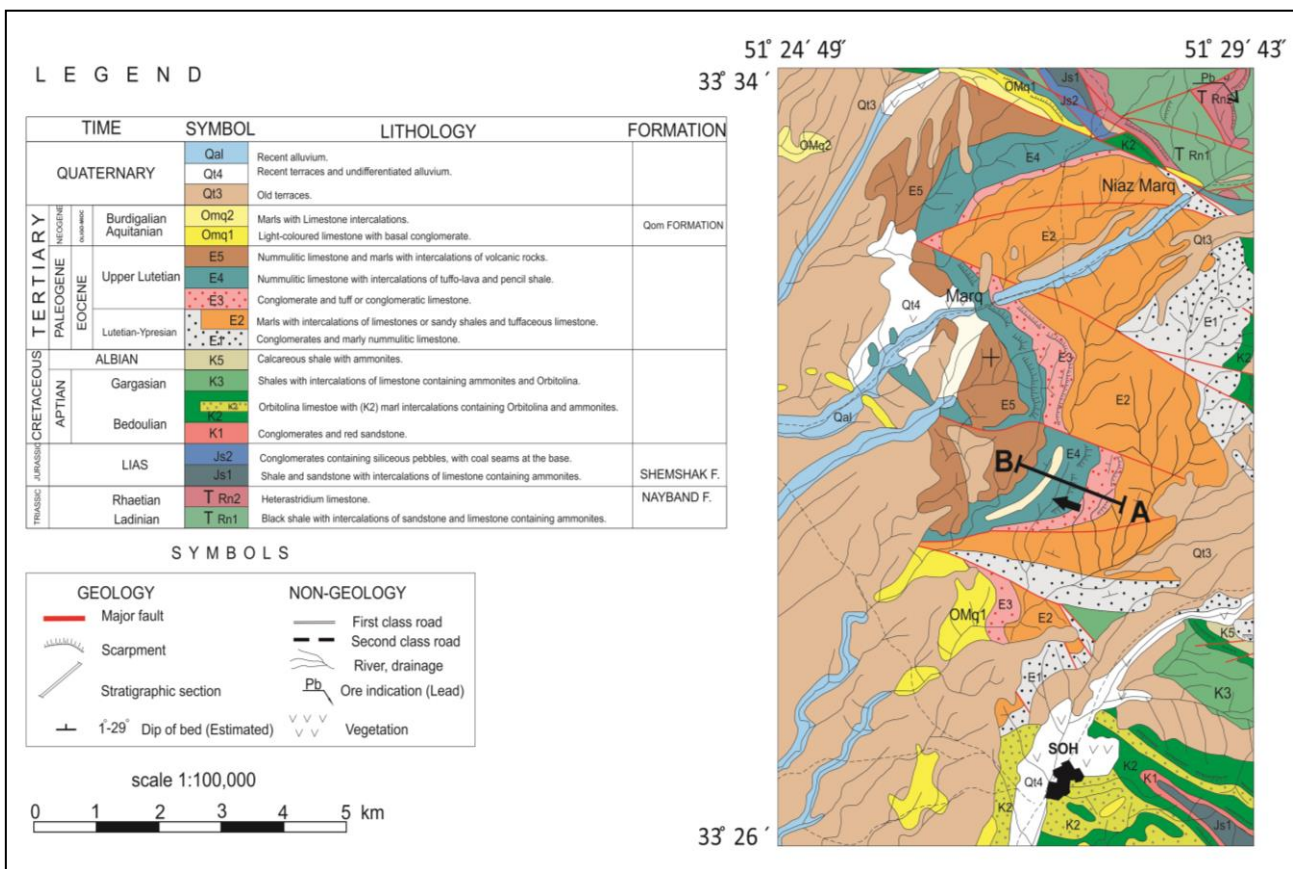 L E G E N D
TIME SYMBOL LITHOLOGY FORMATION
QUATERNARY
Qal Recent alluvium.
Qt4 Recent terraces and undifferentiated alluvium.
Qt3 Old terraces.
TERTIARY
NEOGENE
Burdigalian Omq2 Marls with Limestone intercalations.
Aquitanian Omq1 Light-coloured limestone with basal conglomerate.
Qom FORMATION
PALEOGENE
EOCENE
Upper Lutetian
E5 Nummulitic limestone and marls with intercalations of volcanic rocks.
E4 Nummulitic limestone with intercalations of tuffo-lava and pencil shale.
E3 Conglomerate and tuff or conglomeratic limestone.
Lutetian-Ypresian
E2 Marls with intercalations of limestones or sandy shales and tuffaceous limestone.
E1 Conglomerates and marly nummulitic limestone.
CRETACEOUS
ALBIAN K5 Calcareous shale with ammonites.
APTIAN
Gargasian K3 Shales with intercalations of limestone containing ammonites and Orbitolina.
K2
K2 Orbitolina limestoe with (K2) marl intercalations containing Orbitolina and ammonites.
Bedoulian
K1 Conglomerates and red sandstone.
JURASSIC
LIAS
Js2 Conglomerates containing siliceous pebbles, with coal seams at the base.
Js1 Shale and sandstone with intercalations of limestone containing ammonites. SHEMSHAK F.
TRIASSIC
Rhaetian T Rn2 Heterastridium limestone. NAYBAND F.
Ladinian T Rn1 Black shale with intercalations of sandstone and limestone containing ammonites.
S Y M B O L S
GEOLOGY
Major fault
Scarpment
Stratigraphic section
1°-29° Dip of bed (Estimated)
NON-GEOLOGY
First class road
Second class road
River, drainage
Pb Ore indication (Lead)
Vegetation
scale 1:100,000
0 1 2 3 4 5 km
51° 24´ 49˝
51° 29´ 43˝
33° 34´
33° 26´
Qt3
OMq1
Js1
Js2
Pb
T Rn2
K2
T Rn1
OMq2
E4
E5
Niaz Marq
E2
Qt3
E1
K2
Qt4
Marq
E3
E5
E2
Qal
B
E4
A
Qt3
OMq1
E3
E2
K5
E1
K3
SOH
Qt4
K2
K2
K1
K2
Js1